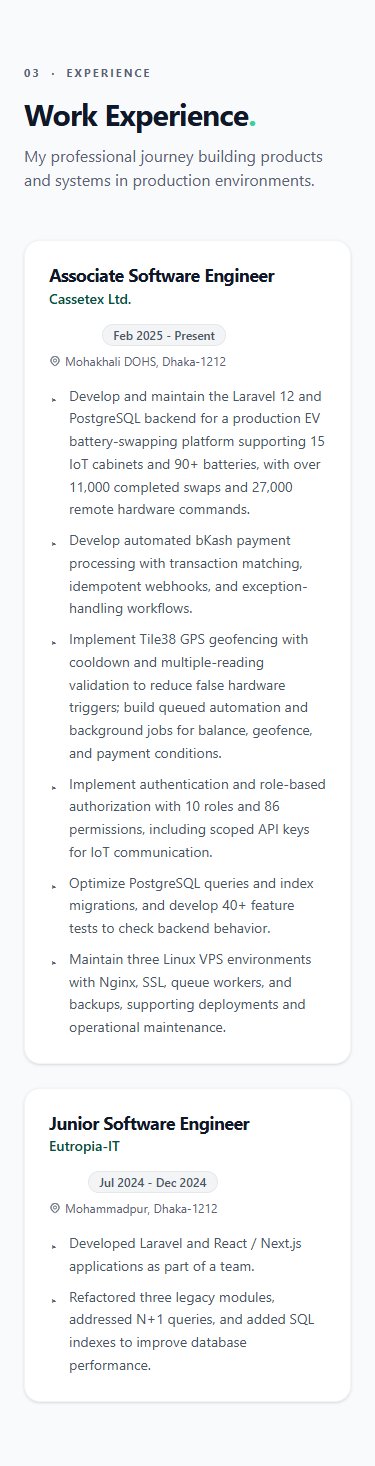 03 · EXPERIENCE
Work Experience.
My professional journey building products
and systems in production environments.
Associate Software Engineer
Cassetex Ltd.
Feb 2025 - Present
Mohakhali DOHS, Dhaka-1212
Develop and maintain the Laravel 12 and
PostgreSQL backend for a production EV
battery-swapping platform supporting 15
IoT cabinets and 90+ batteries, with over
11,000 completed swaps and 27,000
remote hardware commands.
Develop automated bKash payment
processing with transaction matching,
idempotent webhooks, and exception-
handling workflows.
Implement Tile38 GPS geofencing with
cooldown and multiple-reading
validation to reduce false hardware
triggers; build queued automation and
background jobs for balance, geofence,
and payment conditions.
Implement authentication and role-based
authorization with 10 roles and 86
permissions, including scoped API keys
for IoT communication.
Optimize PostgreSQL queries and index
migrations, and develop 40+ feature
tests to check backend behavior.
Maintain three Linux VPS environments
with Nginx, SSL, queue workers, and
backups, supporting deployments and
operational maintenance.
Junior Software Engineer
Eutropia-IT
Jul 2024 - Dec 2024
Mohammadpur, Dhaka-1212
Developed Laravel and React / Next.js
applications as part of a team.
Refactored three legacy modules,
addressed N+1 queries, and added SQL
indexes to improve database
performance.